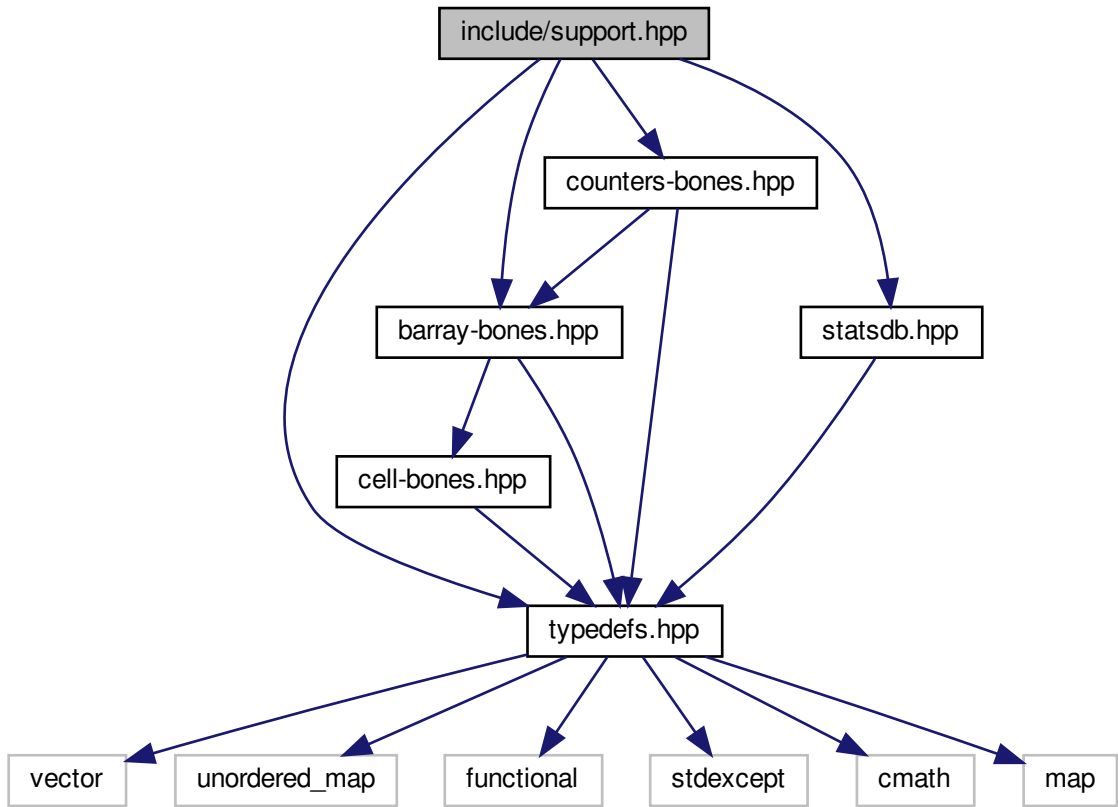 include/support.hpp
counters-bones.hpp
barray-bones.hpp
statsdb.hpp
cell-bones.hpp
typedefs.hpp
vector
unordered_map
functional
stdexcept
cmath
map